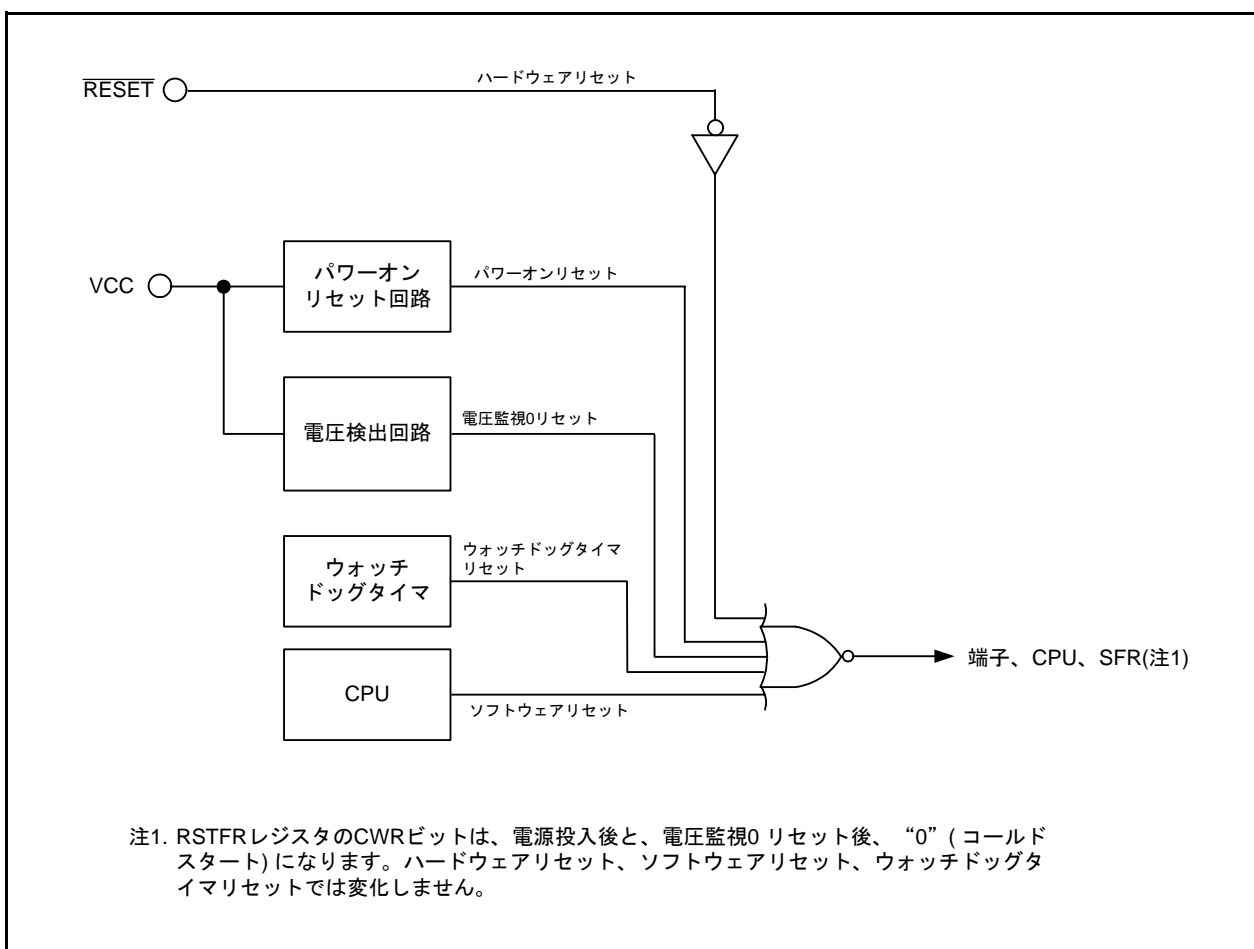 ハードウェアリセット
RESET
VCC
パワーオン
リセット回路
パワーオンリセット
電圧検出回路
電圧監視0リセット
ウォッチ
ドッグタイマ
ウォッチドッグタイマ
リセット
CPU
ソフトウェアリセット
端子、CPU、SFR(注1)
注1. RSTFRレジスタのCWRビットは、電源投入後と、電圧監視0 リセット後、“0” ( コールド
スタート) になります。ハードウェアリセット、ソフトウェアリセット、ウォッチドッグタ
イマリセットでは変化しません。